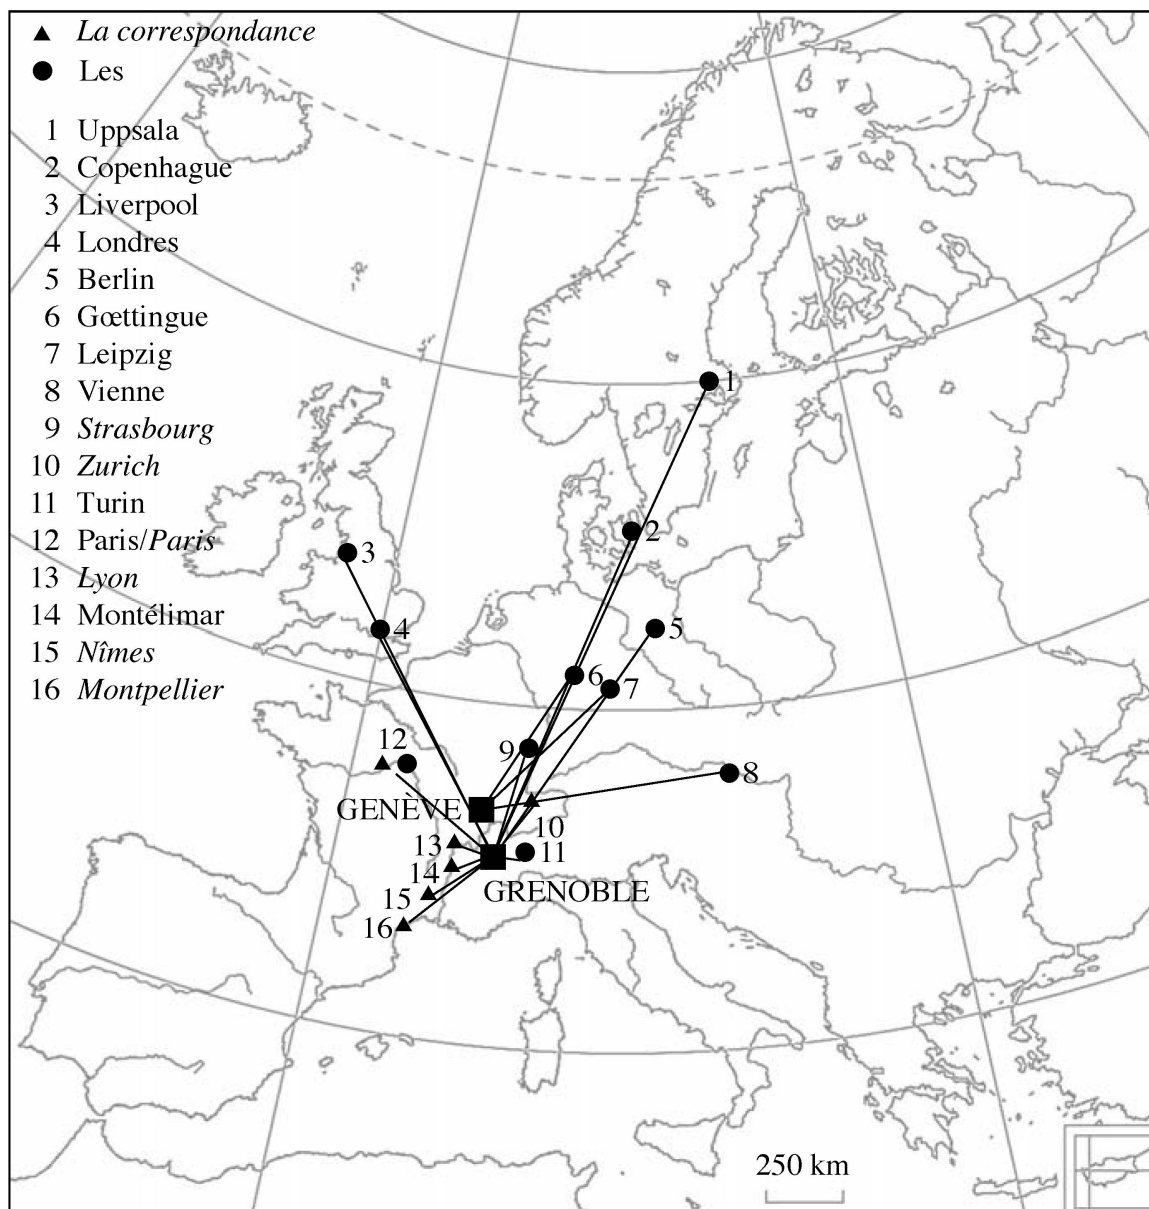 La correspondance
Les
1 Uppsala
2 Copenhague
3 Liverpool
4 Londres
5 Berlin
6 Gœttingue
7 Leipzig
8 Vienne
9 Strasbourg
10 Zurich
11 Turin
12 Paris/Paris
13 Lyon
14 Montélimar
15 Nîmes
16 Montpellier
1
2
3
4
5
6
7
9
12
8
GENÈVE
10
13
11
14
GRENOBLE
15
16
250 km